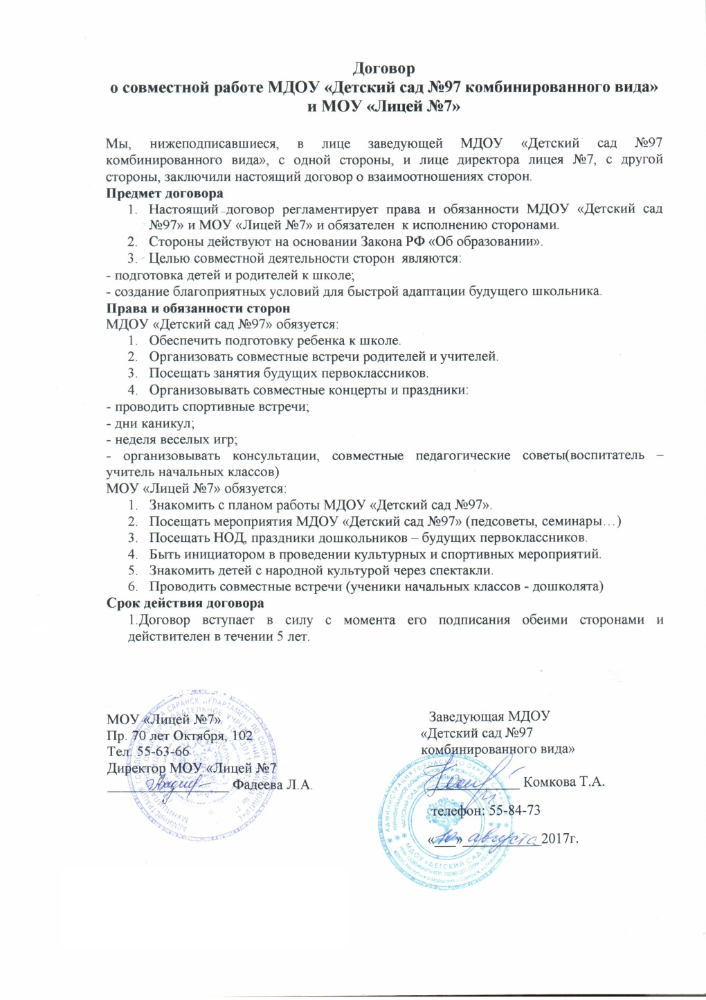 Договор
о совместной работе МДОУ «Детский сад №97 комбинированного вида»
и МОУ «Лицей №7»
Мы, нижеподписавшиеся, в лице заведующей МДОУ «Детский сад №97
комбинированного вида», с одной стороны, и лице директора лицея №7, с другой
стороны, заключили настоящий договор о взаимоотношениях сторон.
Предмет договора
1. Настоящий договор регламентирует права и обязанности МДОУ «Детский сад
№97» и МОУ «Лицей №7» и обязателен к исполнению сторонами.
2. Стороны действуют на основании Закона РФ «Об образовании».
3. Целью совместной деятельности сторон являются:
- подготовка детей и родителей к школе;
- создание благоприятных условий для быстрой адаптации будущего школьника.
Права и обязанности сторон
МДОУ «Детский сад №97» обязуется:
1. Обеспечить подготовку ребенка к школе.
2. Организовать совместные встречи родителей и учителей.
3. Посещать занятия будущих первоклассников.
4. Организовывать совместные концерты и праздники:
- проводить спортивные встречи;
- дни каникул;
- неделя веселых игр;
- организовывать консультации, совместные педагогические советы(воспитатель –
учитель начальных классов)
МОУ «Лицей №7» обязуется:
1. Знакомить с планом работы МДОУ «Детский сад №97».
2. Посещать мероприятия МДОУ «Детский сад №97» (педсоветы, семинары…)
3. Посещать НОД, праздники дошкольников – будущих первоклассников.
4. Быть инициатором в проведении культурных и спортивных мероприятий.
5. Знакомить детей с народной культурой через спектакли.
6. Проводить совместные встречи (ученики начальных классов - дошколята)
Срок действия договора
1.Договор вступает в силу с момента его подписания обеими сторонами и
действителен в течении 5 лет.
МОУ «Лицей №7»
Пр. 70 лет Октября, 102
Тел. 55-63-66
Директор МОУ «Лицей №7
Фадеева Л.А.
Заведующая МДОУ
«Детский сад №97
комбинированного вида»
Комкова Т.А.
телефон: 55-84-73
«10» августа 2017г.